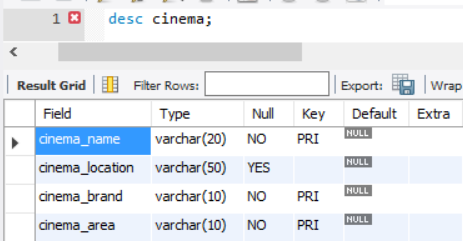 1 desc cinema;
Result Grid Filter Rows: Export: Wrap
Field Type Null Key Default Extra
cinema_name varchar(20) NO PRI NULL
cinema_location varchar(50) YES NULL
cinema_brand varchar(10) NO PRI NULL
cinema_area varchar(10) NO PRI NULL